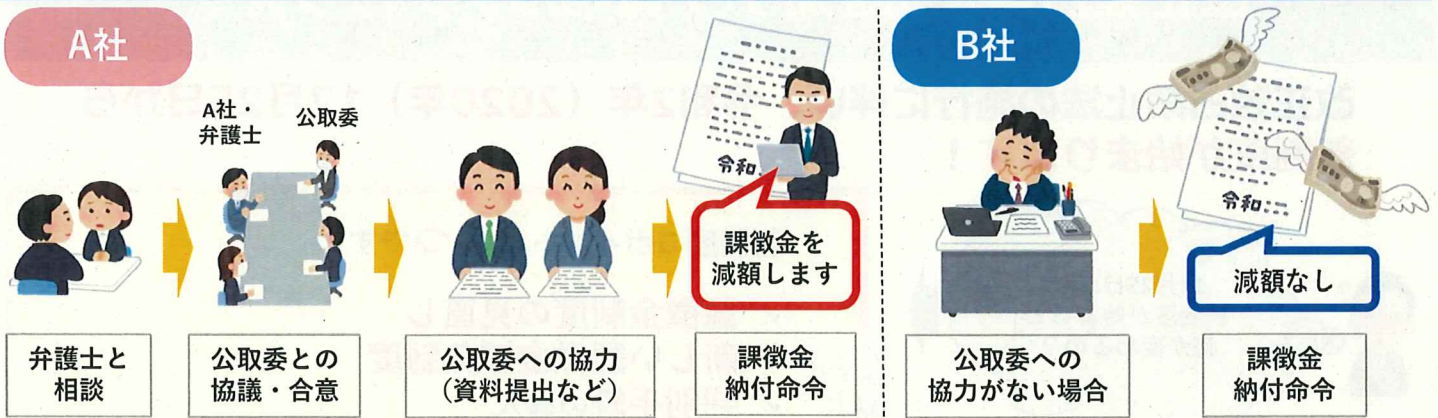 A社
A社・
弁護士
公取委
令和
課徴金を
減額します
弁護士と
相談
公取委との
協議・合意
公取委への協力
（資料提出など）
課徴金
納付命令
B社
令和
減額なし
公取委への
協力がない場合
課徴金
納付命令